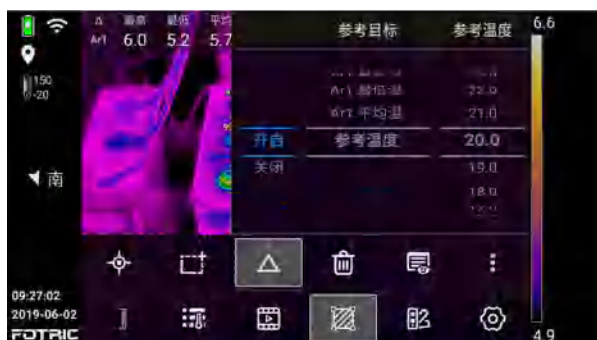 Δ 最高 最低 平均
Ar1 6.0 5.2 5.7
150
-20
南
参考目标 参考温度
6.6
Ar1 最低温 22.0
Ar1 平均温 21.0
开启 参考温度 20.0
关闭 19.0
18.0
09:27:02
2019-06-02
FOTRIC
4.9